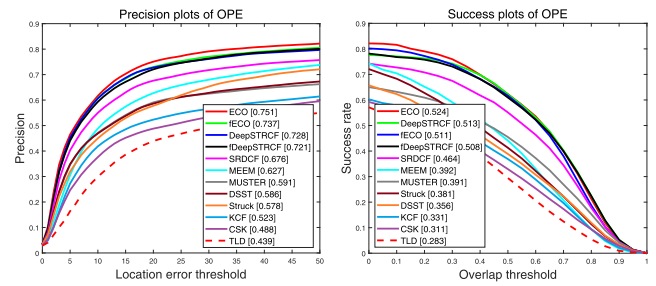 Precision plots of OPE
0.9
0.8
0.7
0.6
0.5
0.4
0.3
0.2
0.1
0
Precision
ECO [0.751]
fECO [0.737]
DeepSTRCF [0.728]
fDeepSTRCF [0.721]
SRDCF [0.676]
MEEM [0.627]
MUSTER [0.591]
DSST [0.586]
Struck [0.578]
KCF [0.523]
CSK [0.488]
TLD [0.439]
0 5 10 15 20 25 30 35 40 45 50
Location error threshold
Success plots of OPE
0.9
0.8
0.7
0.6
0.5
0.4
0.3
0.2
0.1
0
Success rate
ECO [0.524]
DeepSTRCF [0.513]
fECO [0.511]
fDeepSTRCF [0.508]
SRDCF [0.464]
MEEM [0.392]
MUSTER [0.391]
Struck [0.381]
DSST [0.356]
KCF [0.331]
CSK [0.311]
TLD [0.283]
0 0.1 0.2 0.3 0.4 0.5 0.6 0.7 0.8 0.9 1
Overlap threshold